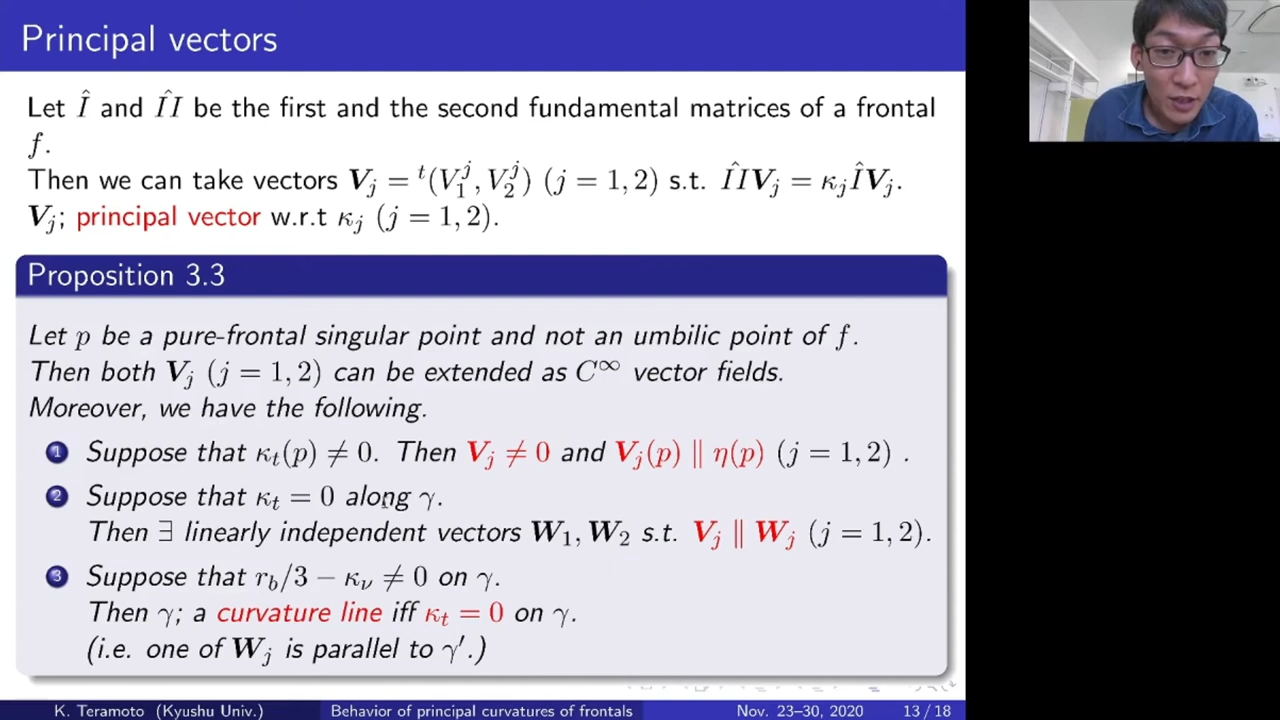 Principal vectors
Let Î and ÎI be the first and the second fundamental matrices of a frontal
f.
Then we can take vectors V_j = ᵗ(V_1^j, V_2^j) (j = 1, 2) s.t. ÎIV_j = κ_jÎV_j.
V_j; principal vector w.r.t κ_j (j = 1, 2).
Proposition 3.3
Let p be a pure-frontal singular point and not an umbilic point of f.
Then both V_j (j = 1, 2) can be extended as C^∞ vector fields.
Moreover, we have the following.
1 Suppose that κ_t(p) ≠ 0. Then V_j ≠ 0 and V_j(p) ∥ η(p) (j = 1, 2) .
2 Suppose that κ_t = 0 along γ.
Then ∃ linearly independent vectors W_1, W_2 s.t. V_j ∥ W_j (j = 1, 2).
3 Suppose that r_b/3 − κ_ν ≠ 0 on γ.
Then γ; a curvature line iff κ_t = 0 on γ.
(i.e. one of W_j is parallel to γ′.)
K. Teramoto (Kyushu Univ.) Behavior of principal curvatures of frontals Nov. 23–30, 2020 13 / 18